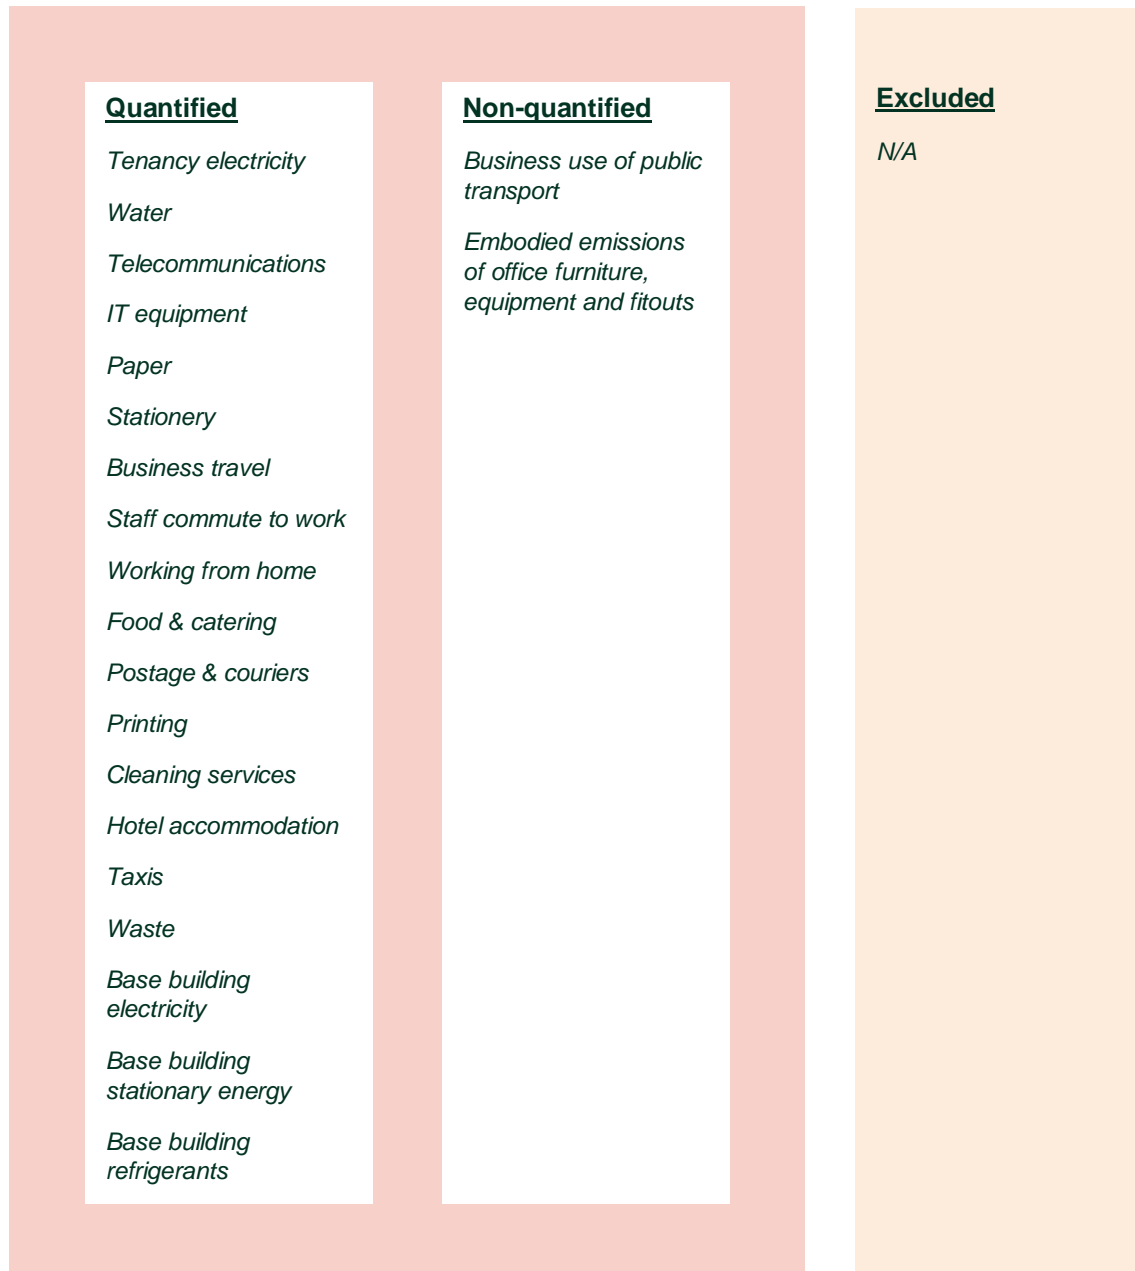 Quantified
Tenancy electricity
Water
Telecommunications
IT equipment
Paper
Stationery
Business travel
Staff commute to work
Working from home
Food & catering
Postage & couriers
Printing
Cleaning services
Hotel accommodation
Taxis
Waste
Base building
electricity
Base building
stationary energy
Base building
refrigerants
Non-quantified
Business use of public
transport
Embodied emissions
of office furniture,
equipment and fitouts
Excluded
N/A